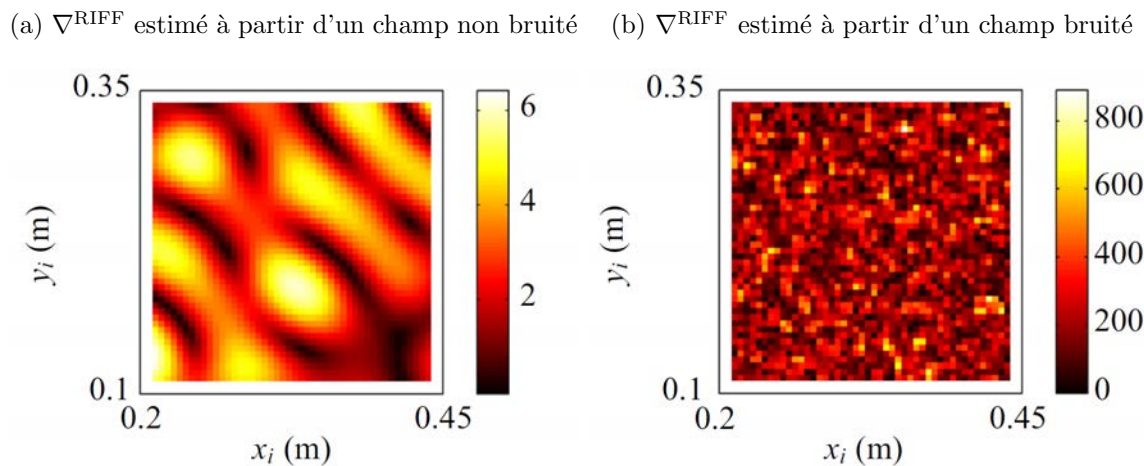 (a) ∇^RIFF estimé à partir d'un champ non bruité
(b) ∇^RIFF estimé à partir d'un champ bruité
0.35
0.1
0.2
0.45
y_i (m)
x_i (m)
6
4
2
0.35
0.1
0.2
0.45
y_i (m)
x_i (m)
800
600
400
200
0